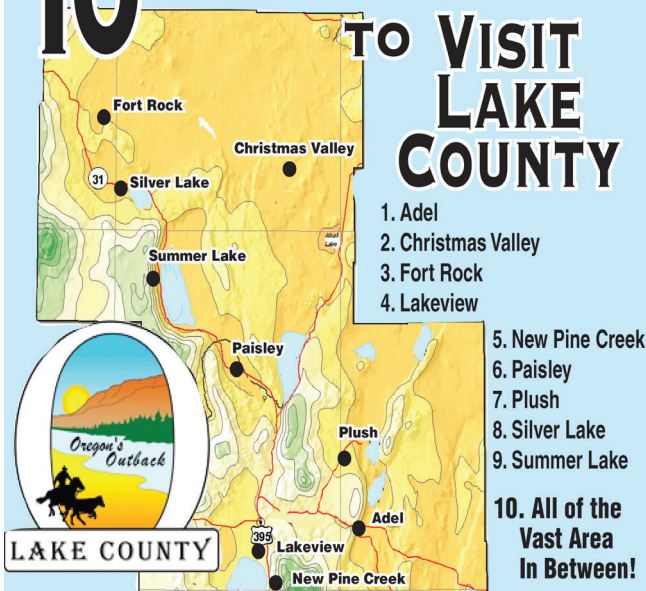 10
TO VISIT
LAKE
COUNTY
Fort Rock
Christmas Valley
31
Silver Lake
1. Adel
2. Christmas Valley
3. Fort Rock
4. Lakeview
Alkali
Lake
Summer Lake
5. New Pine Creek
6. Paisley
7. Plush
8. Silver Lake
9. Summer Lake
10. All of the
Vast Area
In Between!
Paisley
Plush
Adel
395
Lakeview
New Pine Creek
Oregon's
Outback
LAKE COUNTY